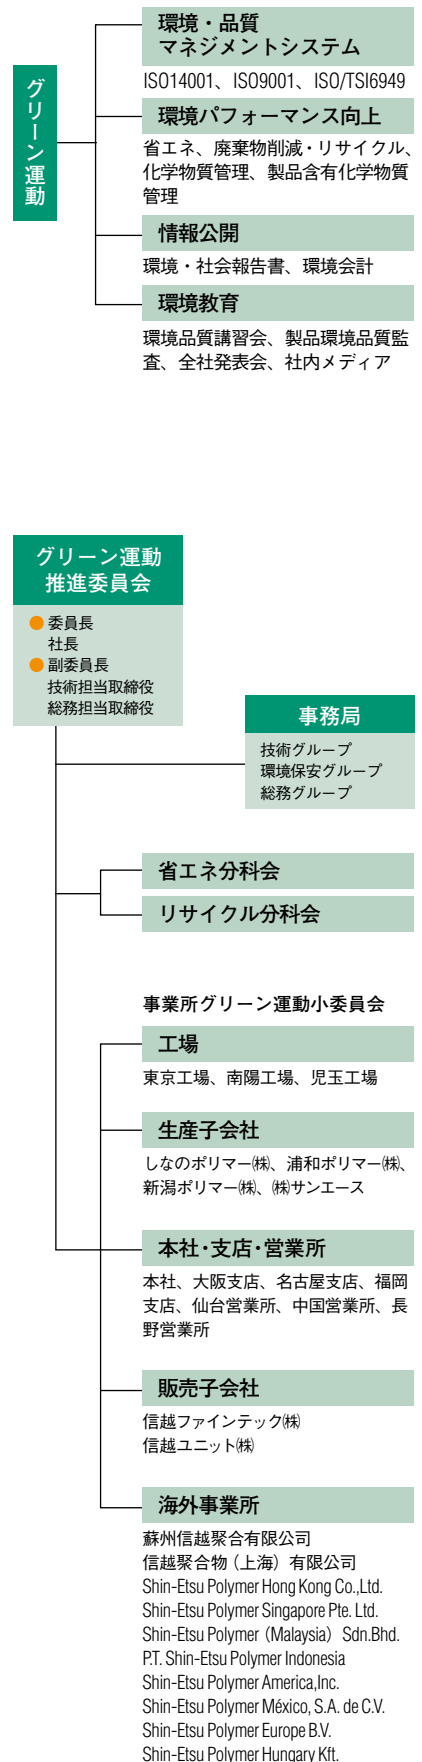 グリーン運動
環境・品質
マネジメントシステム
ISO14001、ISO9001、ISO/TSI6949
環境パフォーマンス向上
省エネ、廃棄物削減・リサイクル、
化学物質管理、製品含有化学物質
管理
情報公開
環境・社会報告書、環境会計
環境教育
環境品質講習会、製品環境品質監
査、全社発表会、社内メディア
グリーン運動
推進委員会
委員長
社長
副委員長
技術担当取締役
総務担当取締役
事務局
技術グループ
環境保安グループ
総務グループ
省エネ分科会
リサイクル分科会
事業所グリーン運動小委員会
工場
東京工場、南陽工場、児玉工場
生産子会社
しなのポリマー㈱、浦和ポリマー㈱、
新潟ポリマー㈱、㈱サンエース
本社・支店・営業所
本社、大阪支店、名古屋支店、福岡
支店、仙台営業所、中国営業所、長
野営業所
販売子会社
信越ファインテック㈱
信越ユニット㈱
海外事業所
蘇州信越聚合有限公司
信越聚合物（上海）有限公司
Shin-Etsu Polymer Hong Kong Co.,Ltd.
Shin-Etsu Polymer Singapore Pte. Ltd.
Shin-Etsu Polymer（Malaysia）Sdn.Bhd.
P.T. Shin-Etsu Polymer Indonesia
Shin-Etsu Polymer America,Inc.
Shin-Etsu Polymer México, S.A. de C.V.
Shin-Etsu Polymer Europe B.V.
Shin-Etsu Polymer Hungary Kft.